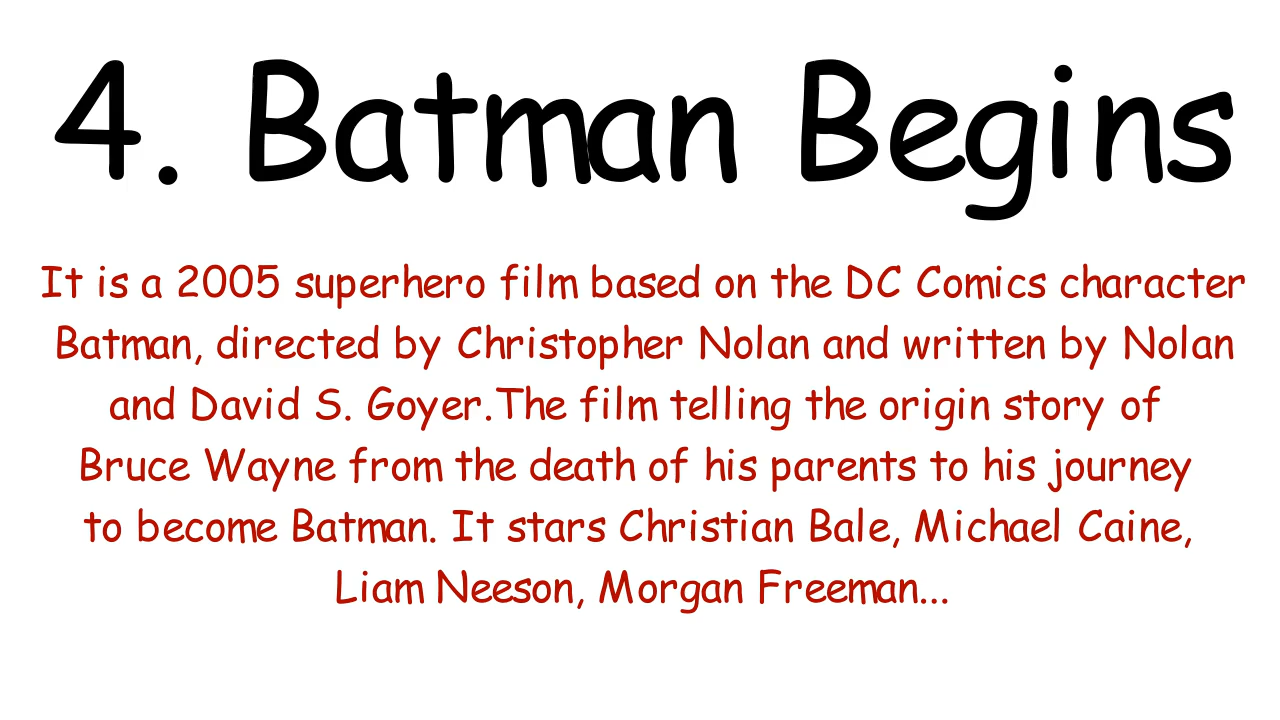 4. Batman Begins
It is a 2005 superhero film based on the DC Comics character
Batman, directed by Christopher Nolan and written by Nolan
and David S. Goyer.The film telling the origin story of
Bruce Wayne from the death of his parents to his journey
to become Batman. It stars Christian Bale, Michael Caine,
Liam Neeson, Morgan Freeman...